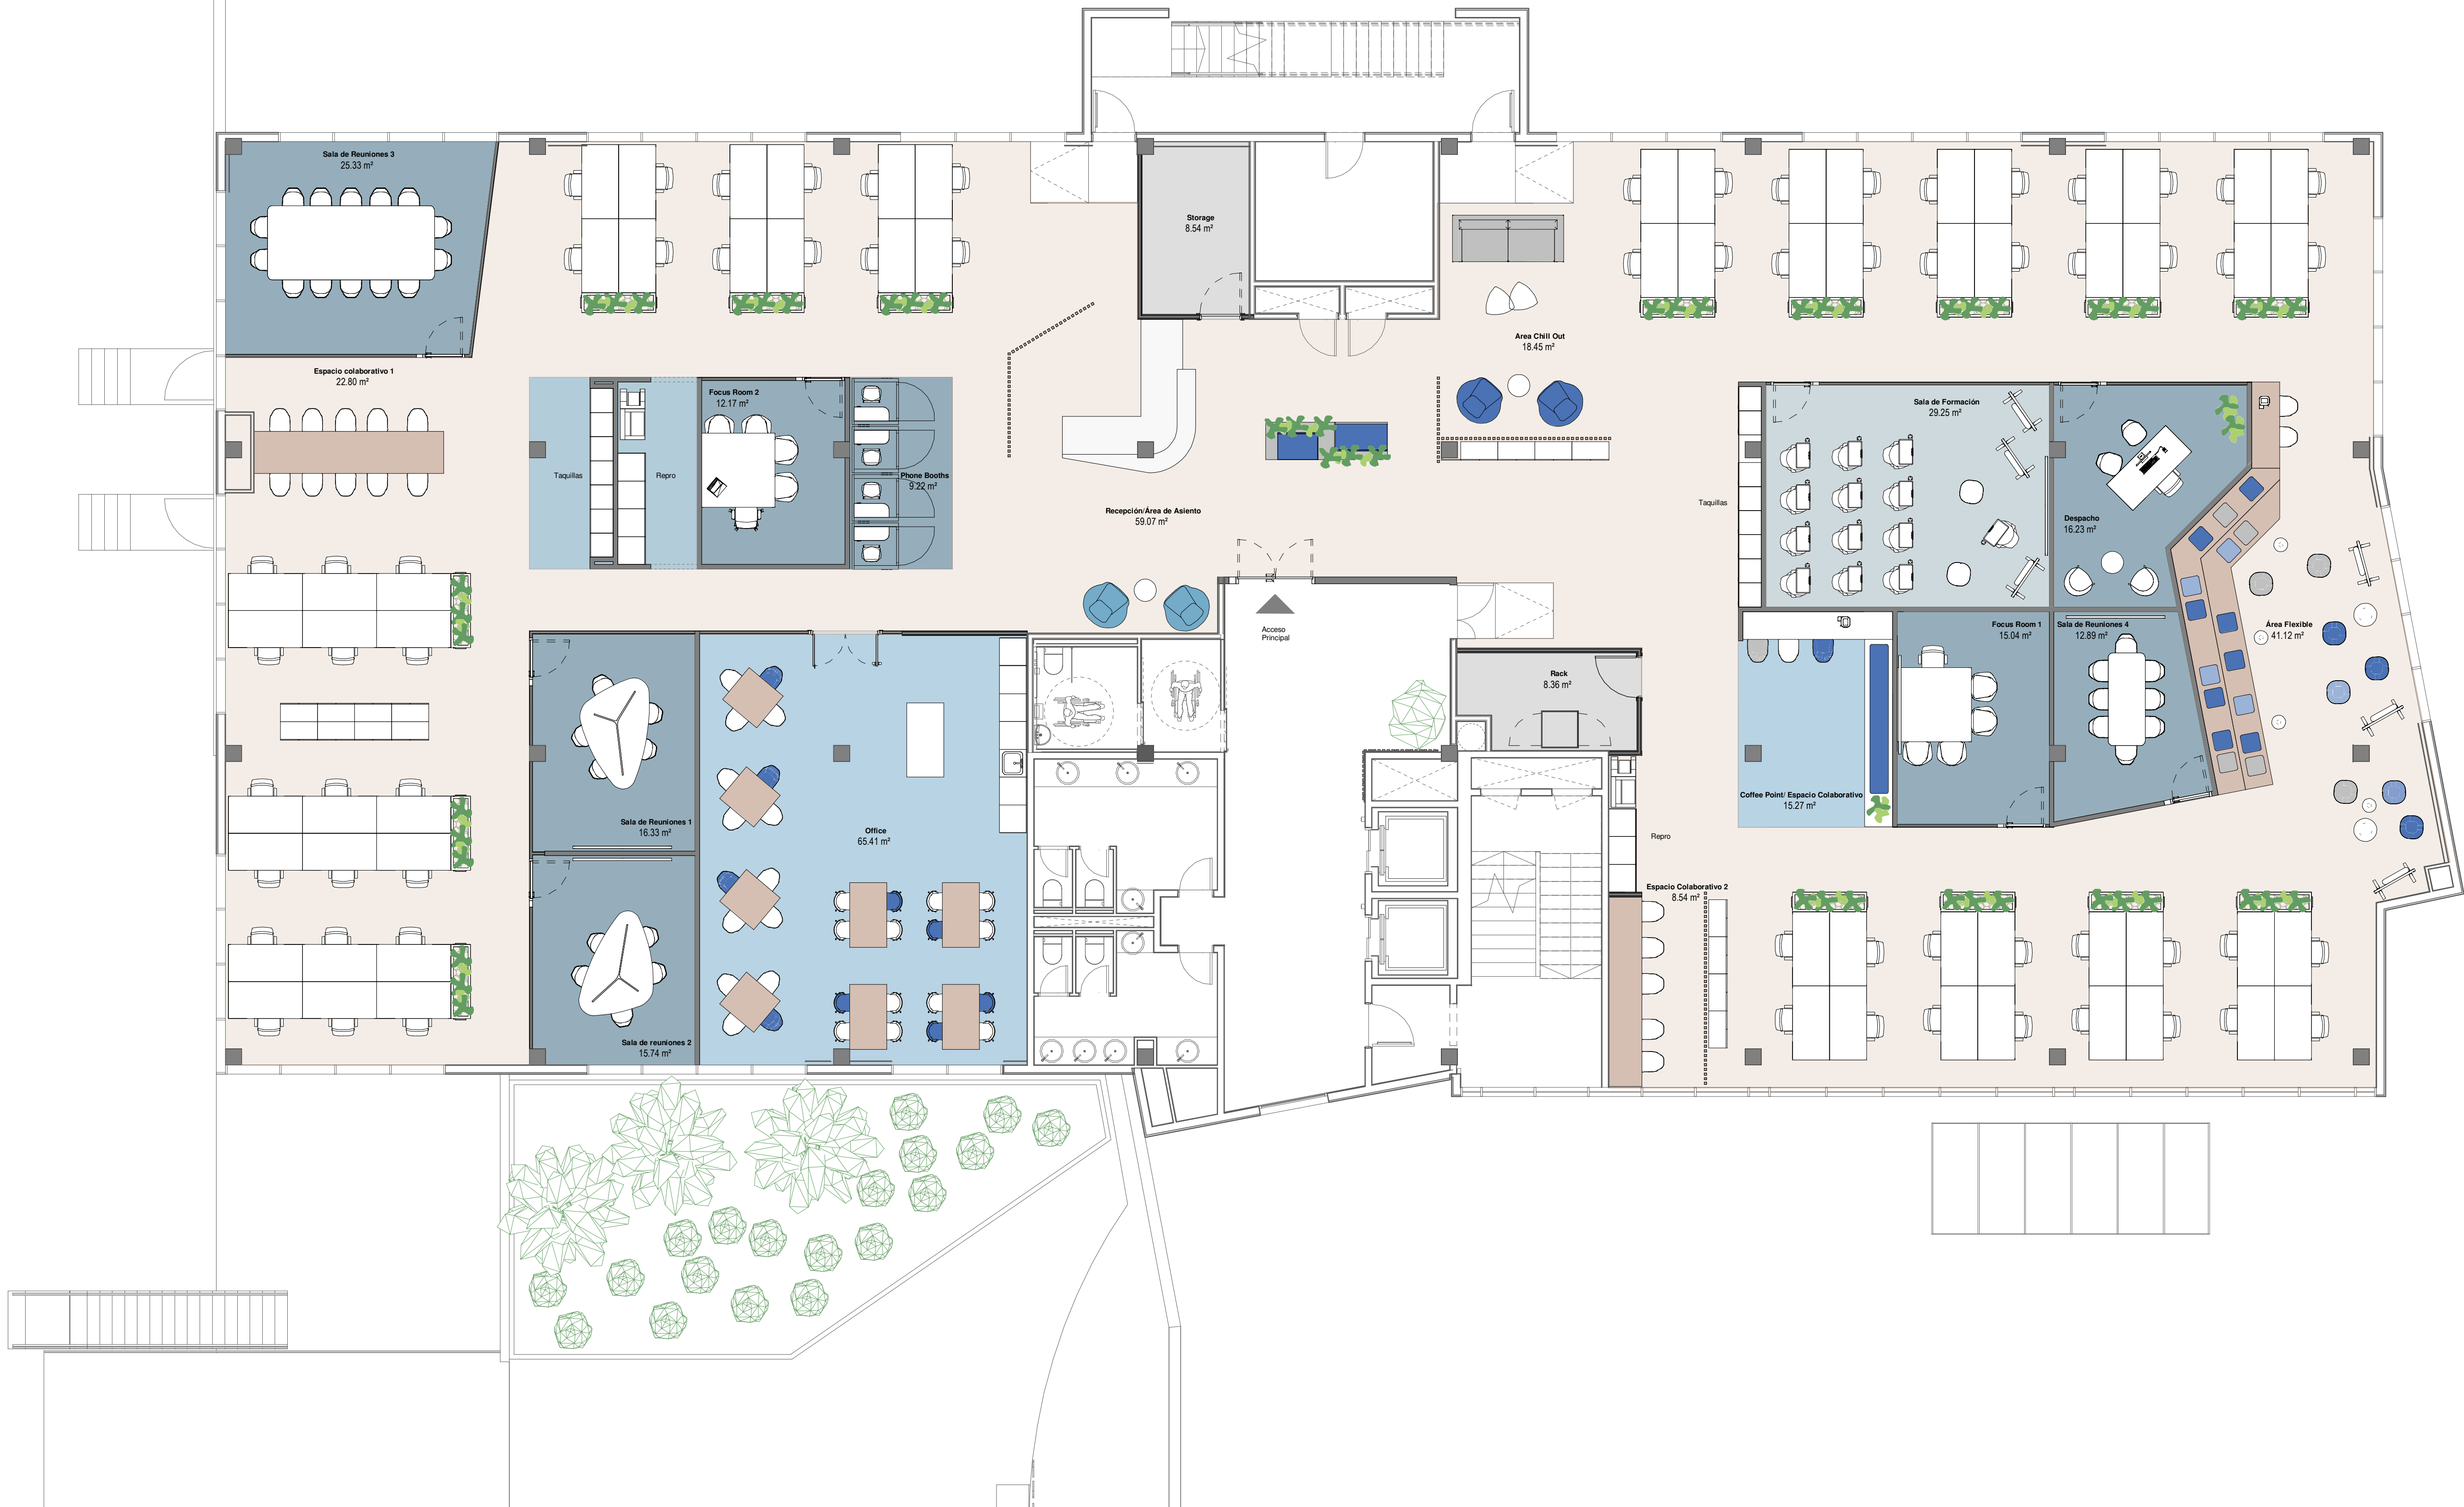 Sala de Reuniones 3
25.33 m²
Storage
8.54 m²
Area Chill Out
18.45 m²
Espacio colaborativo 1
22.80 m²
Focus Room 2
12.17 m²
Sala de Formación
29.25 m²
Taquillas
Repro
Phone Booths
9.22 m²
Taquillas
Recepción/Área de Asiento
59.07 m²
Despacho
16.23 m²
Acceso
Principal
Focus Room 1
15.04 m²
Sala de Reuniones 4
12.89 m²
Área Flexible
41.12 m²
Rack
8.36 m²
Coffee Point/ Espacio Colaborativo
15.27 m²
Sala de Reuniones 1
16.33 m²
Office
65.41 m²
Repro
Espacio Colaborativo 2
8.54 m²
Sala de reuniones 2
15.74 m²